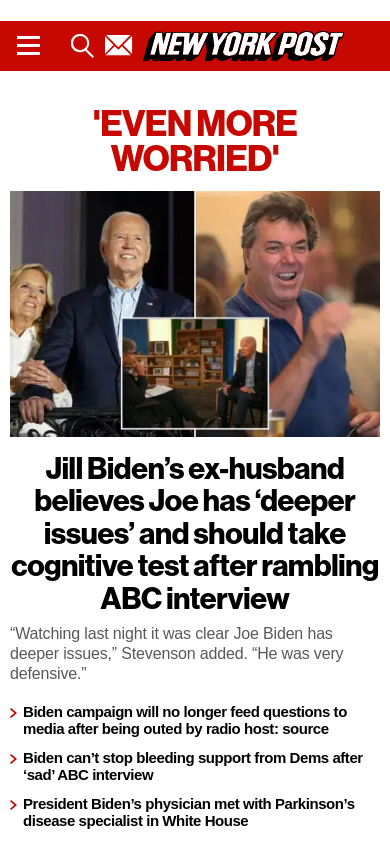 NEW YORK POST
'EVEN MORE
WORRIED'
Jill Biden’s ex-husband
believes Joe has ‘deeper
issues’ and should take
cognitive test after rambling
ABC interview
“Watching last night it was clear Joe Biden has
deeper issues,” Stevenson added. “He was very
defensive.”
Biden campaign will no longer feed questions to
media after being outed by radio host: source
Biden can’t stop bleeding support from Dems after
‘sad’ ABC interview
President Biden’s physician met with Parkinson’s
disease specialist in White House